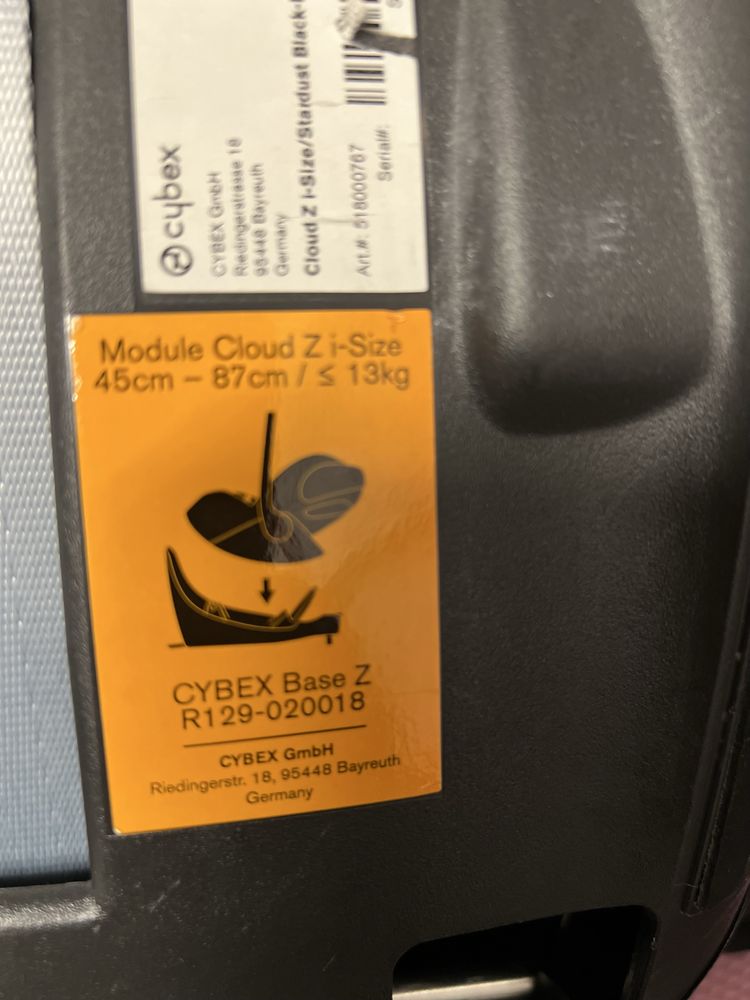 cybex
CYBEX GmbH
Riedingerstrasse 18
95448 Bayreuth
Germany
Cloud Z i-Size/Stardust Black-
Art.#: 518000767
Serial#:
Module Cloud Z i-Size
45cm – 87cm / ≤ 13kg
CYBEX Base Z
R129-020018
CYBEX GmbH
Riedingerstr. 18, 95448 Bayreuth
Germany